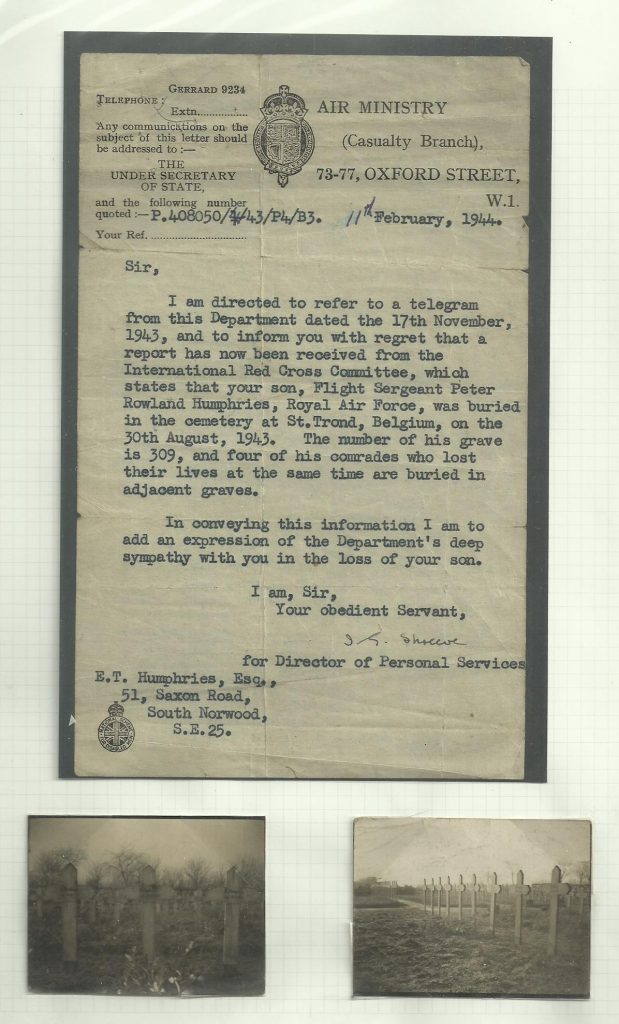 GERRARD 9234
TELEPHONE:
Extn................
Any communications on the
subject of this letter should
be addressed to :—
THE
UNDER SECRETARY
OF STATE,
and the following number
quoted :— P.408050/4/43/P4/B3.
Your Ref. ............................
AIR MINISTRY
(Casualty Branch),
73-77, OXFORD STREET,
W.1.
11th February, 1944.
Sir,
I am directed to refer to a telegram
from this Department dated the 17th November,
1943, and to inform you with regret that a
report has now been received from the
International Red Cross Committee, which
states that your son, Flight Sergeant Peter
Rowland Humphries, Royal Air Force, was buried
in the cemetery at St.Trond, Belgium, on the
30th August, 1943. The number of his grave
is 309, and four of his comrades who lost
their lives at the same time are buried in
adjacent graves.
In conveying this information I am to
add an expression of the Department's deep
sympathy with you in the loss of your son.
I am, Sir,
Your obedient Servant,
for Director of Personal Services
E.T. Humphries, Esq.,
51, Saxon Road,
South Norwood,
S.E.25.